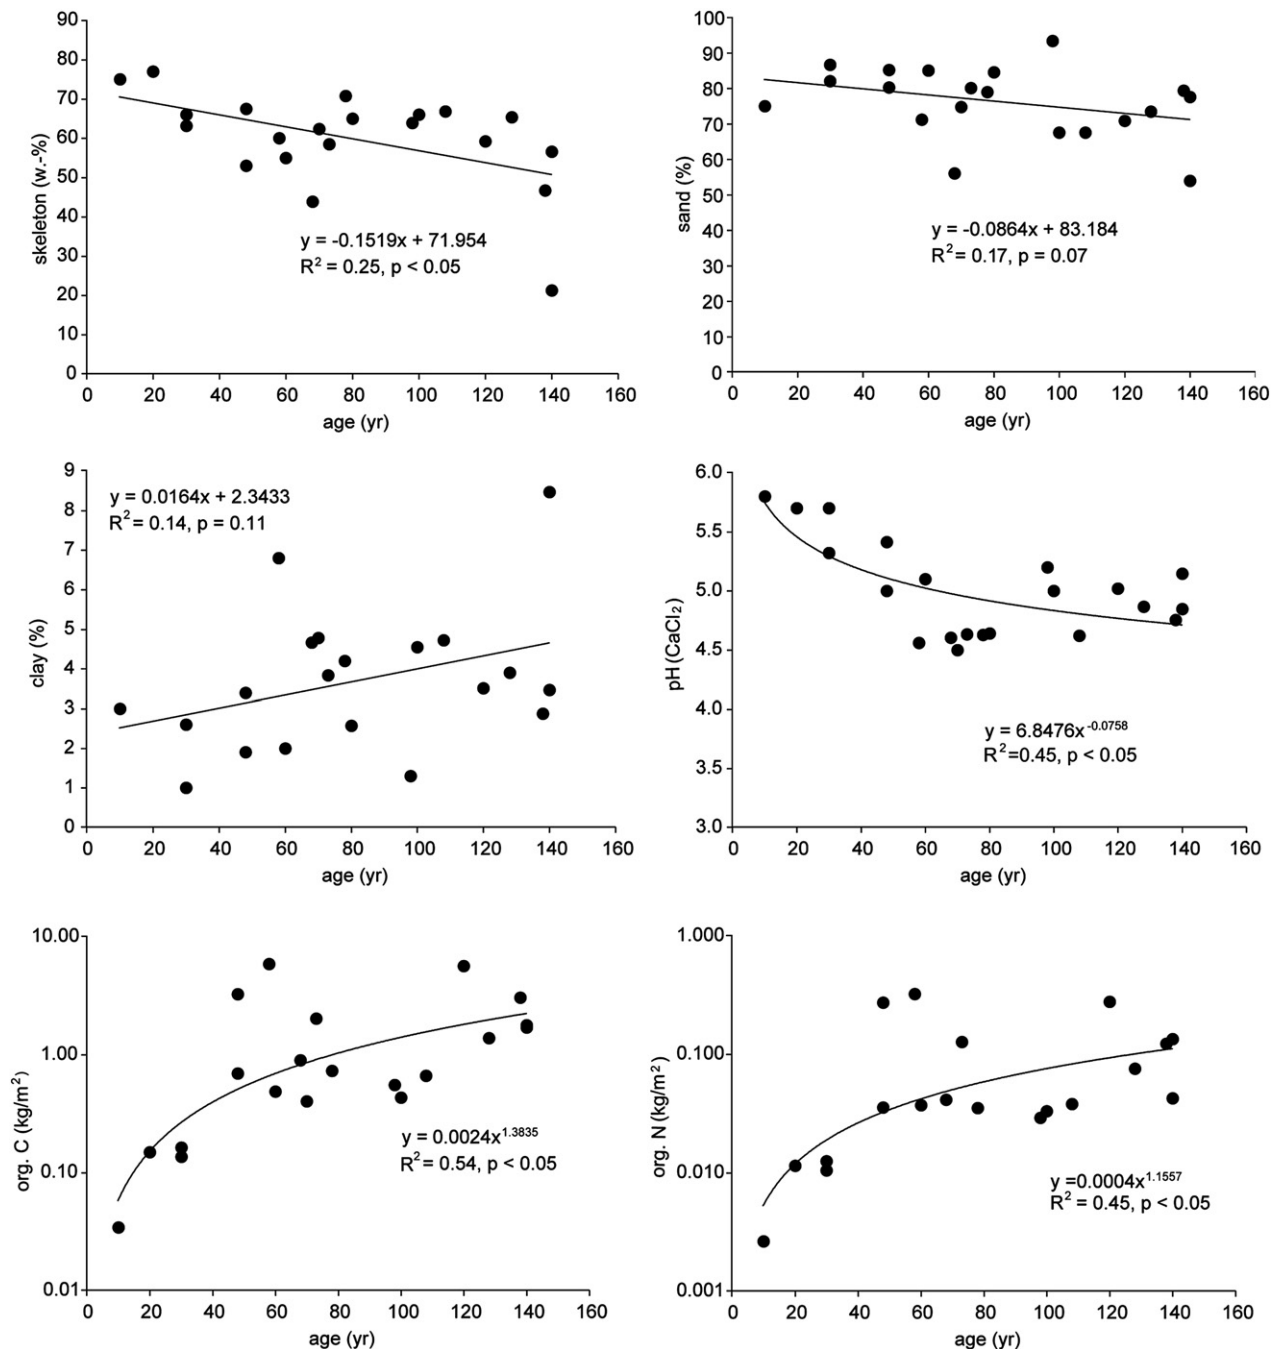 90
80
70
60
50
40
30
20
10
0
skeleton (w.-%)
y = -0.1519x + 71.954
R² = 0.25, p < 0.05
0 20 40 60 80 100 120 140 160
age (yr)
100
90
80
70
60
50
40
30
20
10
0
sand (%)
y = -0.0864x + 83.184
R² = 0.17, p = 0.07
0 20 40 60 80 100 120 140 160
age (yr)
9
8
7
6
5
4
3
2
1
0
clay (%)
y = 0.0164x + 2.3433
R² = 0.14, p = 0.11
0 20 40 60 80 100 120 140 160
age (yr)
6.0
5.5
5.0
4.5
4.0
3.5
3.0
pH (CaCl₂)
y = 6.8476x⁻⁰·⁰⁷⁵⁸
R²=0.45, p < 0.05
0 20 40 60 80 100 120 140 160
age (yr)
10.00
1.00
0.10
0.01
org. C (kg/m²)
y = 0.0024x¹·³⁸³⁵
R² = 0.54, p < 0.05
0 20 40 60 80 100 120 140 160
age (yr)
1.000
0.100
0.010
0.001
org. N (kg/m²)
y =0.0004x¹·¹⁵⁵⁷
R² = 0.45, p < 0.05
0 20 40 60 80 100 120 140 160
age (yr)